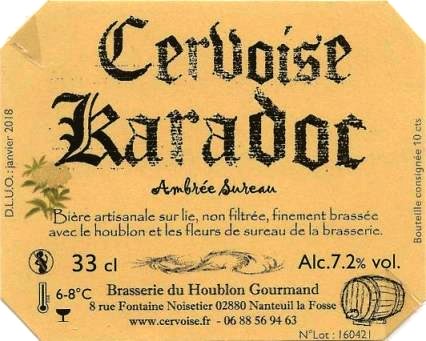 Cervoise
Karadoc
Ambrée Sureau
Bière artisanale sur lie, non filtrée, finement brassée
avec le houblon et les fleurs de sureau de la brasserie.
33 cl
Alc.7.2% vol.
6-8°C
Brasserie du Houblon Gourmand
8 rue Fontaine Noisetier 02880 Nanteuil la Fosse
www.cervoise.fr - 06 88 56 94 63
N°Lot : 160421
D.L.U.O.: janvier 2018
Bouteille consignée 10 cts